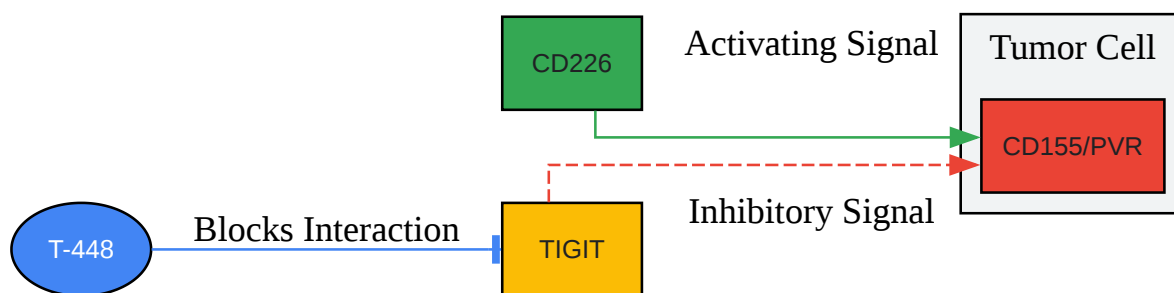 CD226
Activating Signal
Tumor Cell
CD155/PVR
Inhibitory Signal
T-448
Blocks Interaction
TIGIT